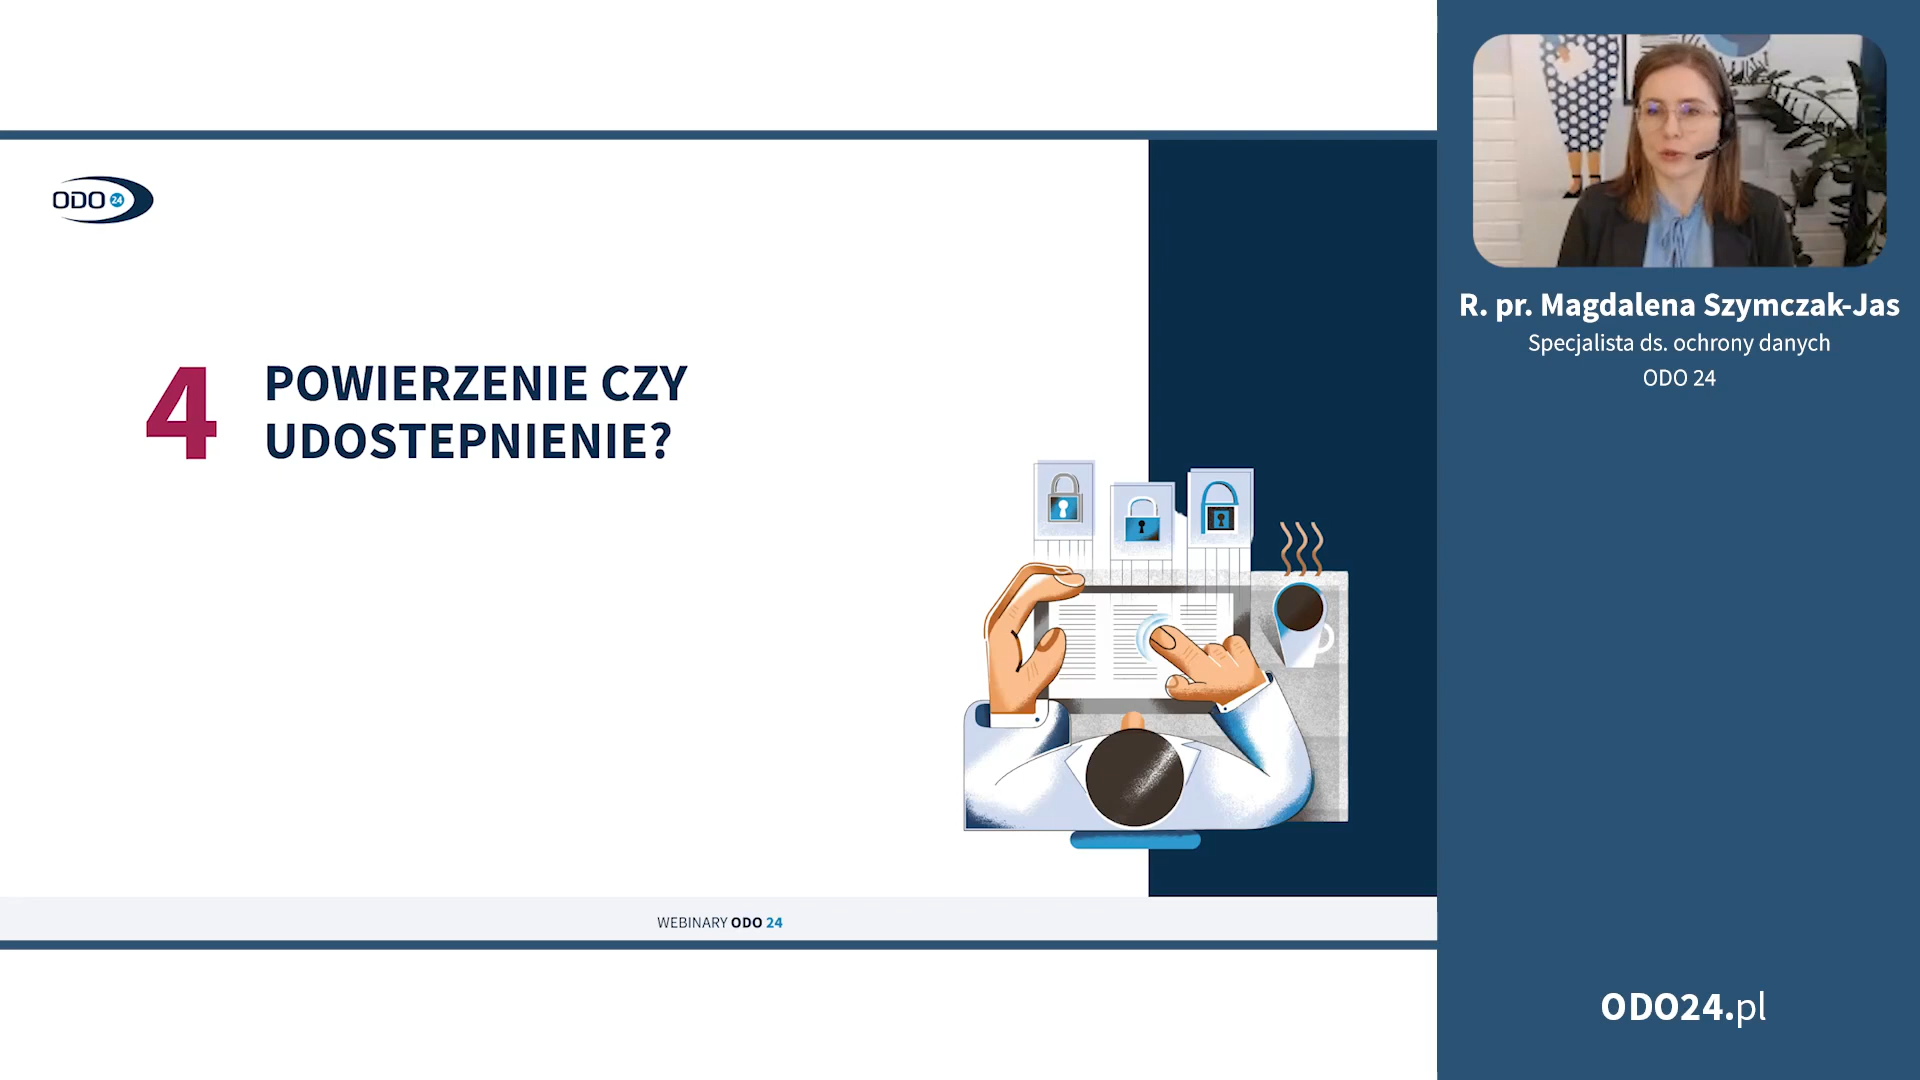 ODO 24
4
POWIERZENIE CZY
UDOSTEPNIENIE?
WEBINARY ODO 24
R. pr. Magdalena Szymczak-Jas
Specjalista ds. ochrony danych
ODO 24
ODO24.pl